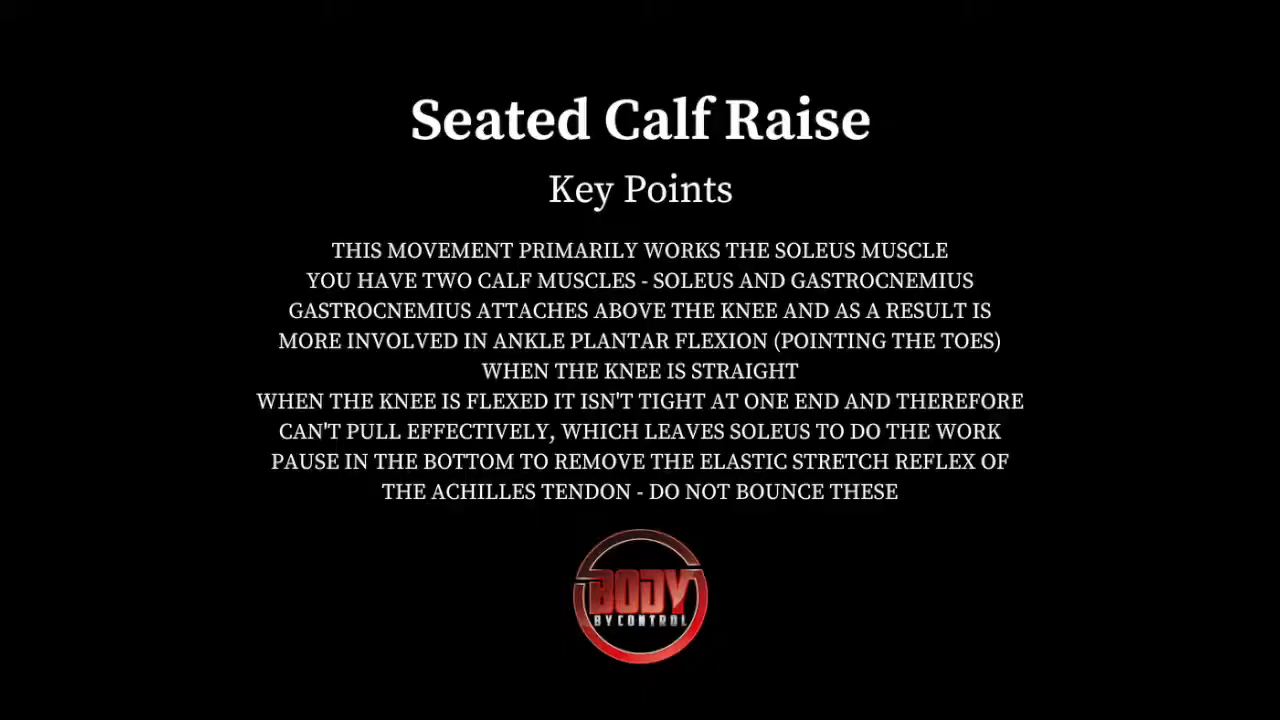 Seated Calf Raise
Key Points
THIS MOVEMENT PRIMARILY WORKS THE SOLEUS MUSCLE
YOU HAVE TWO CALF MUSCLES - SOLEUS AND GASTROCNEMIUS
GASTROCNEMIUS ATTACHES ABOVE THE KNEE AND AS A RESULT IS
MORE INVOLVED IN ANKLE PLANTAR FLEXION (POINTING THE TOES)
WHEN THE KNEE IS STRAIGHT
WHEN THE KNEE IS FLEXED IT ISN'T TIGHT AT ONE END AND THEREFORE
CAN'T PULL EFFECTIVELY, WHICH LEAVES SOLEUS TO DO THE WORK
PAUSE IN THE BOTTOM TO REMOVE THE ELASTIC STRETCH REFLEX OF
THE ACHILLES TENDON - DO NOT BOUNCE THESE
BODY
BY CONTROL